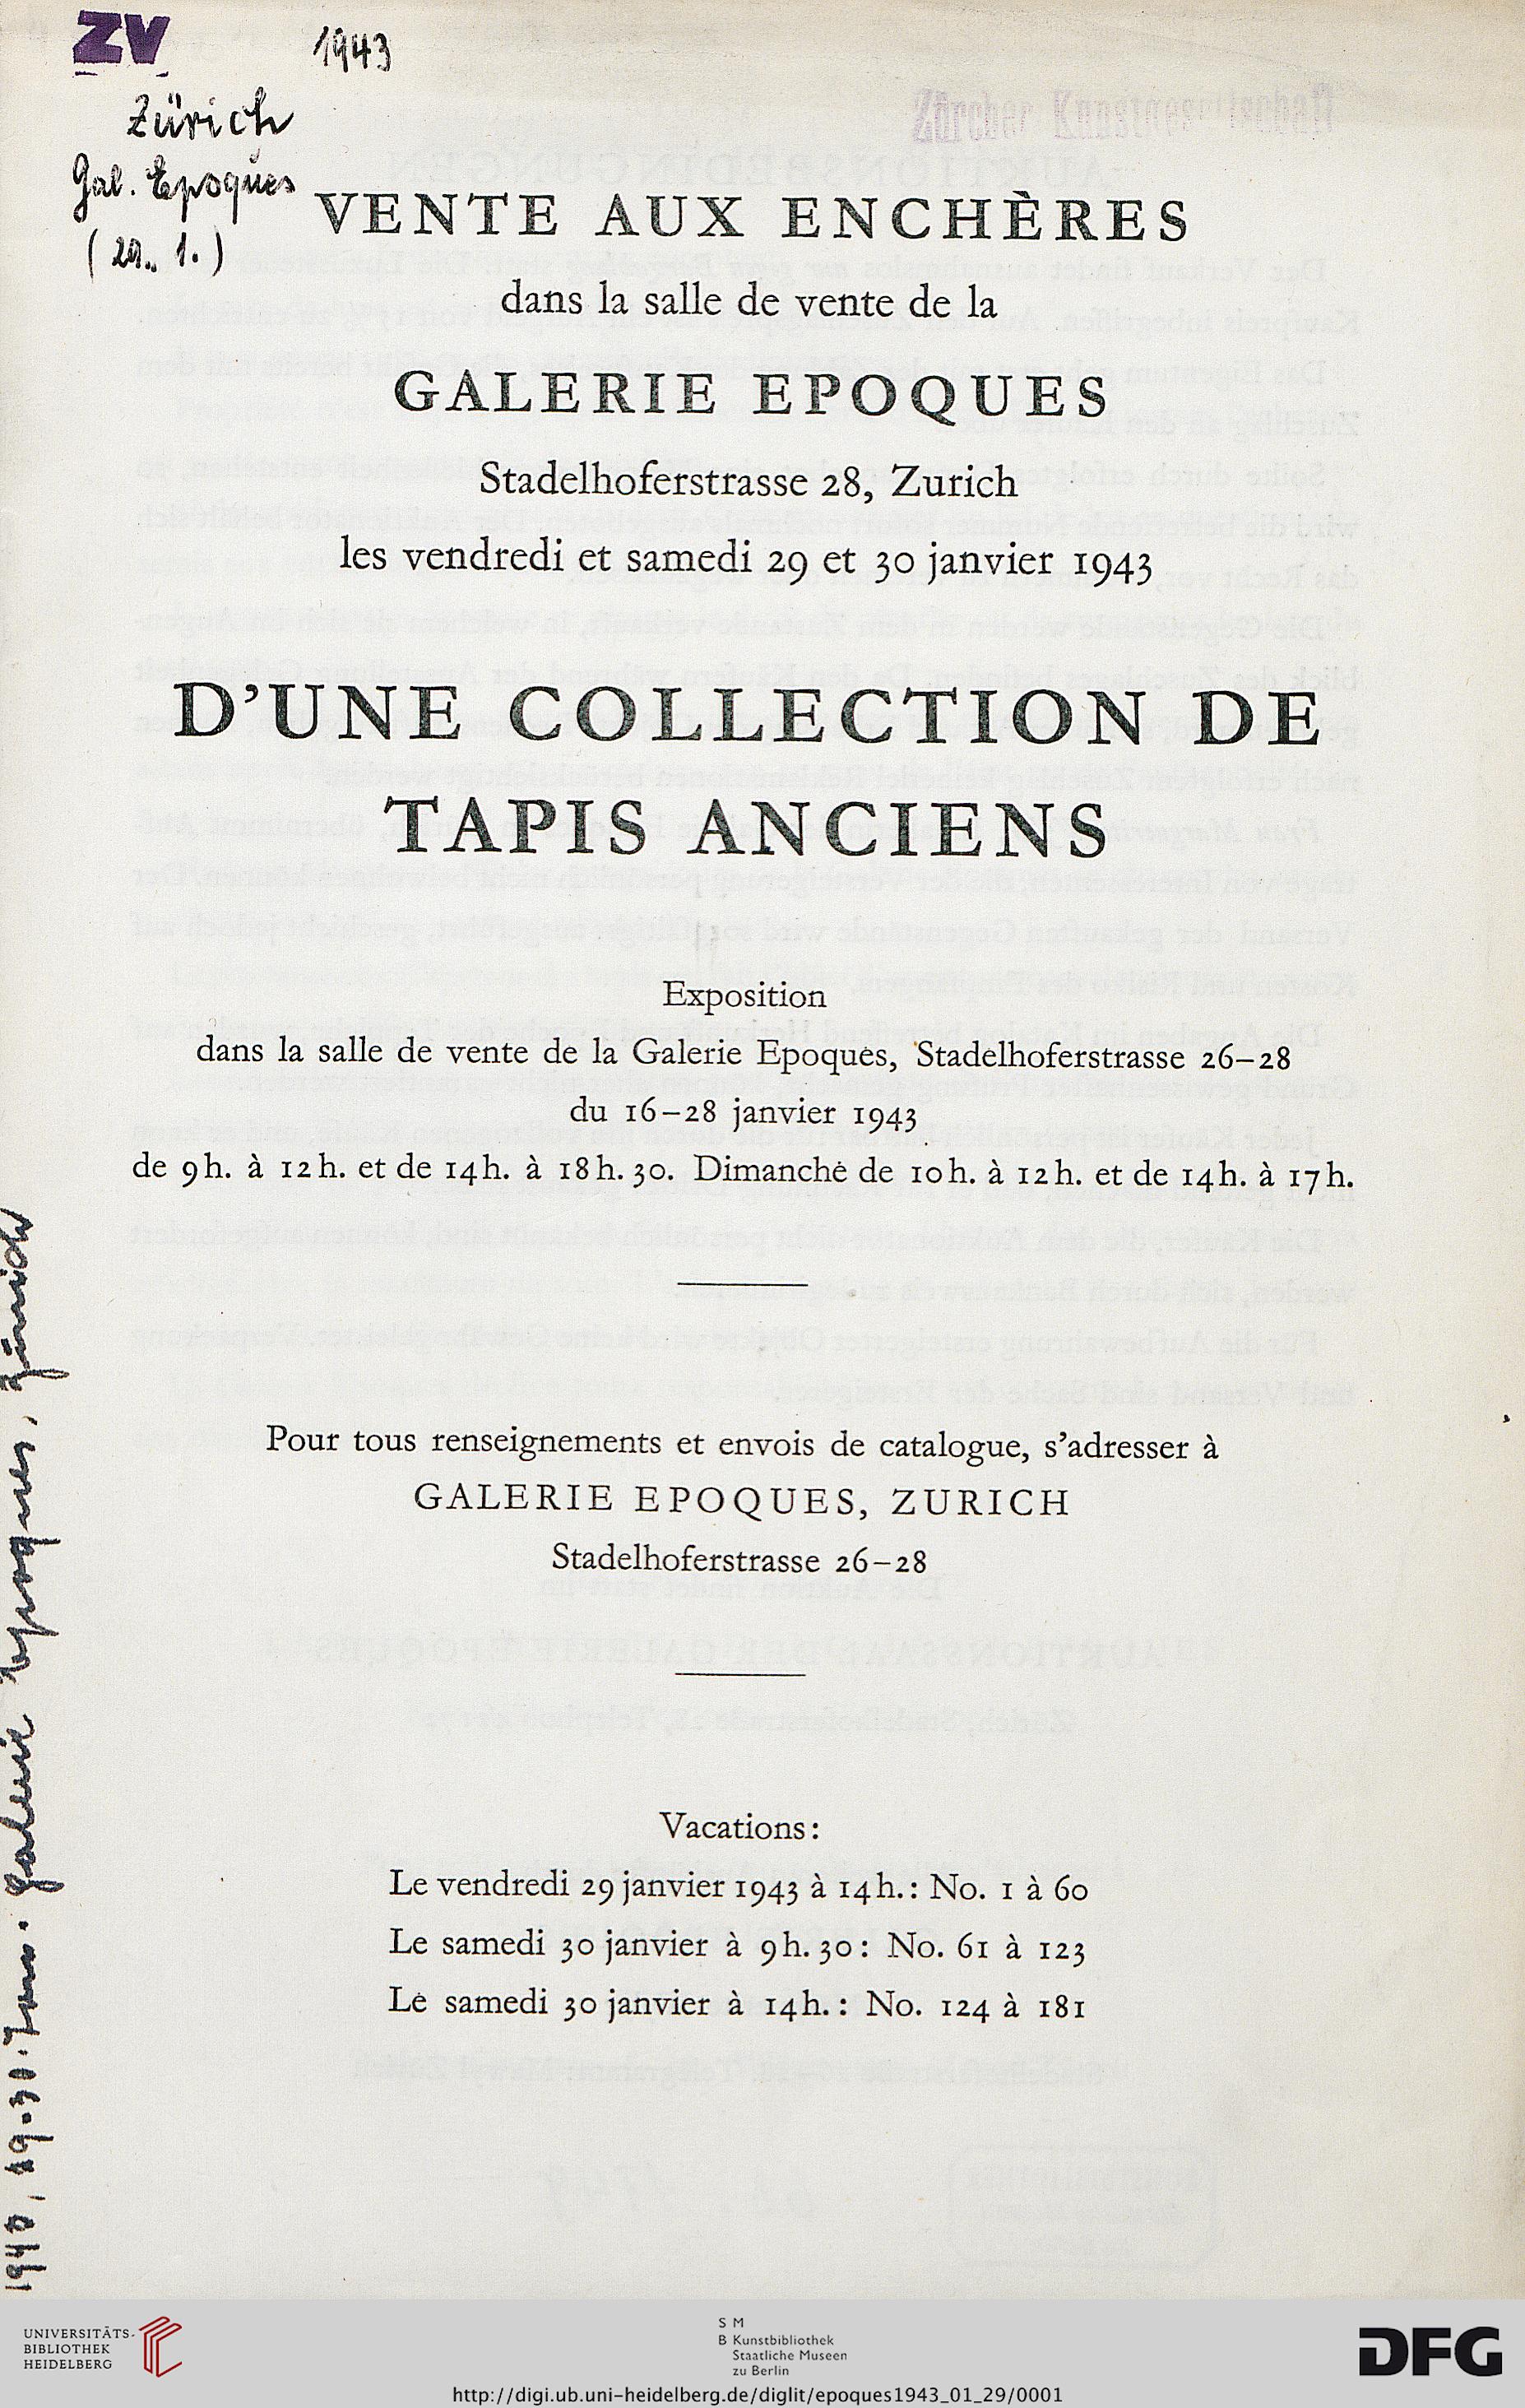 ZV
1943
Zürich
Gal. Epoques
(29. 1.)
VENTE AUX ENCHÈRES
dans la salle de vente de la
GALERIE EPOQUES
Stadelhoferstrasse 28, Zurich
les vendredi et samedi 29 et 30 janvier 1943
D’UNE COLLECTION DE
TAPIS ANCIENS
Exposition
dans la salle de vente de la Galerie Epoques, Stadelhoferstrasse 26–28
du 16–28 janvier 1943
de 9h. à 12h. et de 14h. à 18h.30. Dimanche de 10h. à 12h. et de 14h. à 17h.
Pour tous renseignements et envois de catalogue, s’adresser à
GALERIE EPOQUES, ZURICH
Stadelhoferstrasse 26–28
Vacations:
Le vendredi 29 janvier 1943 à 14h.: No. 1 à 60
Le samedi 30 janvier à 9h.30: No. 61 à 123
Le samedi 30 janvier à 14h.: No. 124 à 181
29.-30. Jan. Galerie Epoques, Zürich
UNIVERSITÄTS-
BIBLIOTHEK
HEIDELBERG
S M
B Kunstbibliothek
Staatliche Museen
zu Berlin
DFG
http://digi.ub.uni-heidelberg.de/diglit/epoques1943_01_29/0001